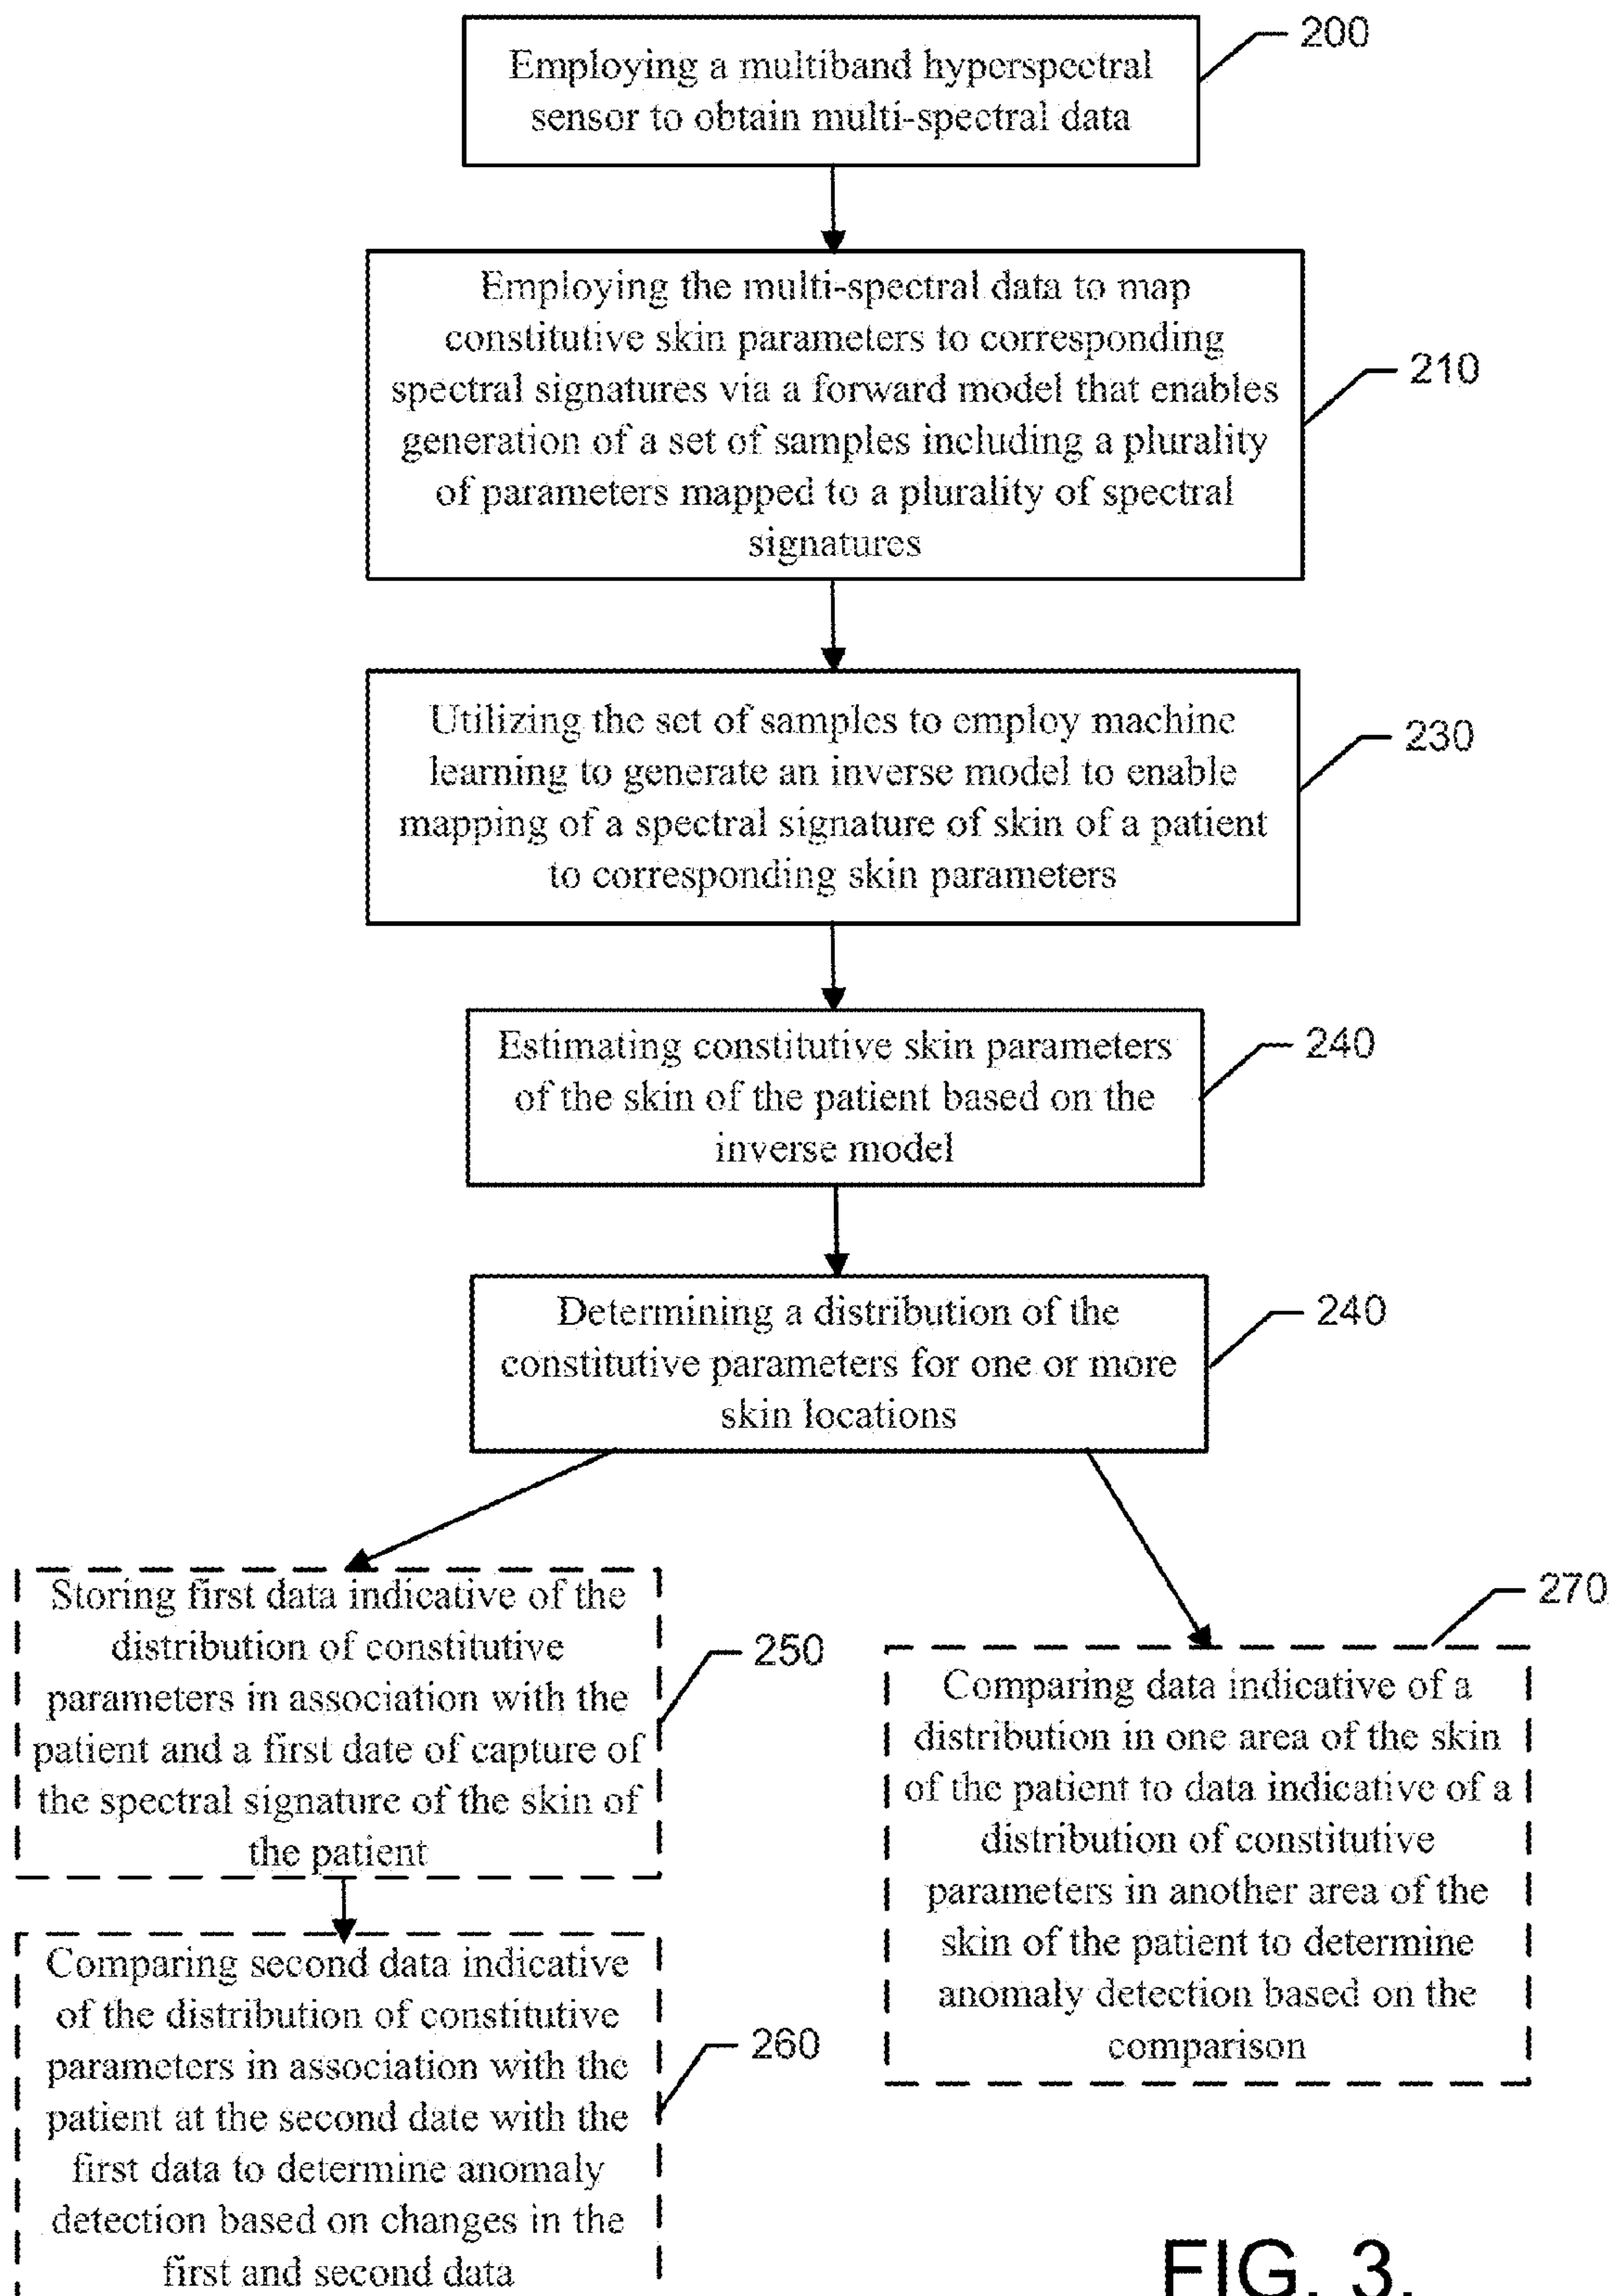 200
Employing a multiband hyperspectral
sensor to obtain multi-spectral data
Employing the multi-spectral data to map
constitutive skin parameters to corresponding
spectral signatures via a forward model that enables
generation of a set of samples including a plurality
of parameters mapped to a plurality of spectral
signatures
210
Utilizing the set of samples to employ machine
learning to generate an inverse model to enable
mapping of a spectral signature of skin of a patient
to corresponding skin parameters
230
Estimating constitutive skin parameters
of the skin of the patient based on the
inverse model
240
Determining a distribution of the
constitutive parameters for one or more
skin locations
240
Storing first data indicative of the
distribution of constitutive
parameters in association with the
patient and a first date of capture of
the spectral signature of the skin of
the patient
250
Comparing second data indicative
of the distribution of constitutive
parameters in association with the
patient at the second date with the
first data to determine anomaly
detection based on changes in the
first and second data
260
270
Comparing data indicative of a
distribution in one area of the skin
of the patient to data indicative of a
distribution of constitutive
parameters in another area of the
skin of the patient to determine
anomaly detection based on the
comparison
FIG. 3.